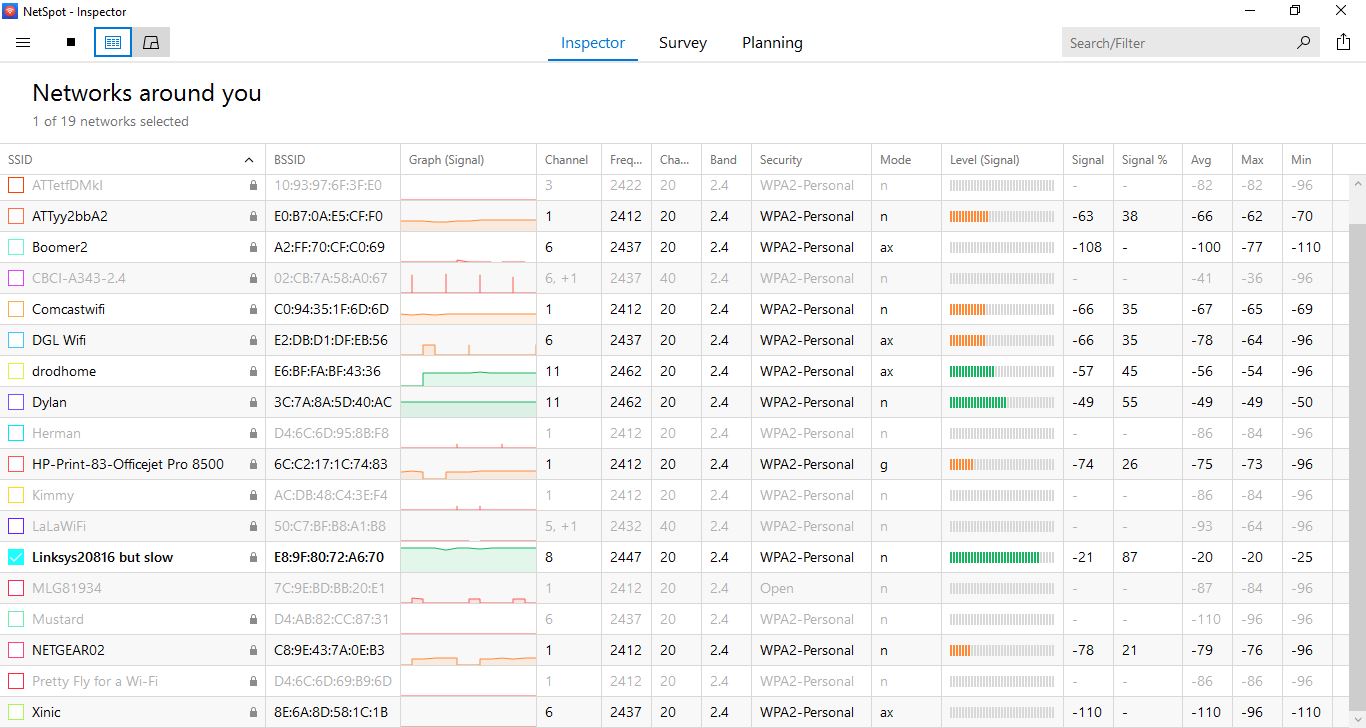 NetSpot - Inspector
Inspector Survey Planning Search/Filter
Networks around you
1 of 19 networks selected
SSID BSSID Graph (Signal) Channel Freq... Cha... Band Security Mode Level (Signal) Signal Signal % Avg Max Min
ATTetfDMkI 10:93:97:6F:3F:E0 3 2422 20 2.4 WPA2-Personal n - - -82 -82 -96
ATTyy2bbA2 E0:B7:0A:E5:CF:F0 1 2412 20 2.4 WPA2-Personal n -63 38 -66 -62 -70
Boomer2 A2:FF:70:CF:C0:69 6 2437 20 2.4 WPA2-Personal ax -108 - -100 -77 -110
CBCI-A343-2.4 02:CB:7A:58:A0:67 6, +1 2437 40 2.4 WPA2-Personal n - - -41 -36 -96
Comcastwifi C0:94:35:1F:6D:6D 1 2412 20 2.4 WPA2-Personal n -66 35 -67 -65 -69
DGL Wifi E2:DB:D1:DF:EB:56 6 2437 20 2.4 WPA2-Personal ax -66 35 -78 -64 -96
drodhome E6:BF:FA:BF:43:36 11 2462 20 2.4 WPA2-Personal ax -57 45 -56 -54 -96
Dylan 3C:7A:8A:5D:40:AC 11 2462 20 2.4 WPA2-Personal n -49 55 -49 -49 -50
Herman D4:6C:6D:95:8B:F8 1 2412 20 2.4 WPA2-Personal n - - -86 -84 -96
HP-Print-83-Officejet Pro 8500 6C:C2:17:1C:74:83 1 2412 20 2.4 WPA2-Personal g -74 26 -75 -73 -96
Kimmy AC:DB:48:C4:3E:F4 1 2412 20 2.4 WPA2-Personal n - - -86 -84 -96
LaLaWiFi 50:C7:BF:B8:A1:B8 5, +1 2432 40 2.4 WPA2-Personal n - - -93 -64 -96
Linksys20816 but slow E8:9F:80:72:A6:70 8 2447 20 2.4 WPA2-Personal n -21 87 -20 -20 -25
MLG81934 7C:9E:BD:BB:20:E1 1 2412 20 2.4 Open n - - -87 -84 -96
Mustard D4:AB:82:CC:87:31 6 2437 20 2.4 WPA2-Personal n - - -110 -96 -96
NETGEAR02 C8:9E:43:7A:0E:B3 1 2412 20 2.4 WPA2-Personal n -78 21 -79 -76 -96
Pretty Fly for a Wi-Fi D4:6C:6D:69:B9:6D 1 2412 20 2.4 WPA2-Personal n - - -86 -86 -96
Xinic 8E:6A:8D:58:1C:1B 6 2437 20 2.4 WPA2-Personal ax -110 - -110 -96 -110